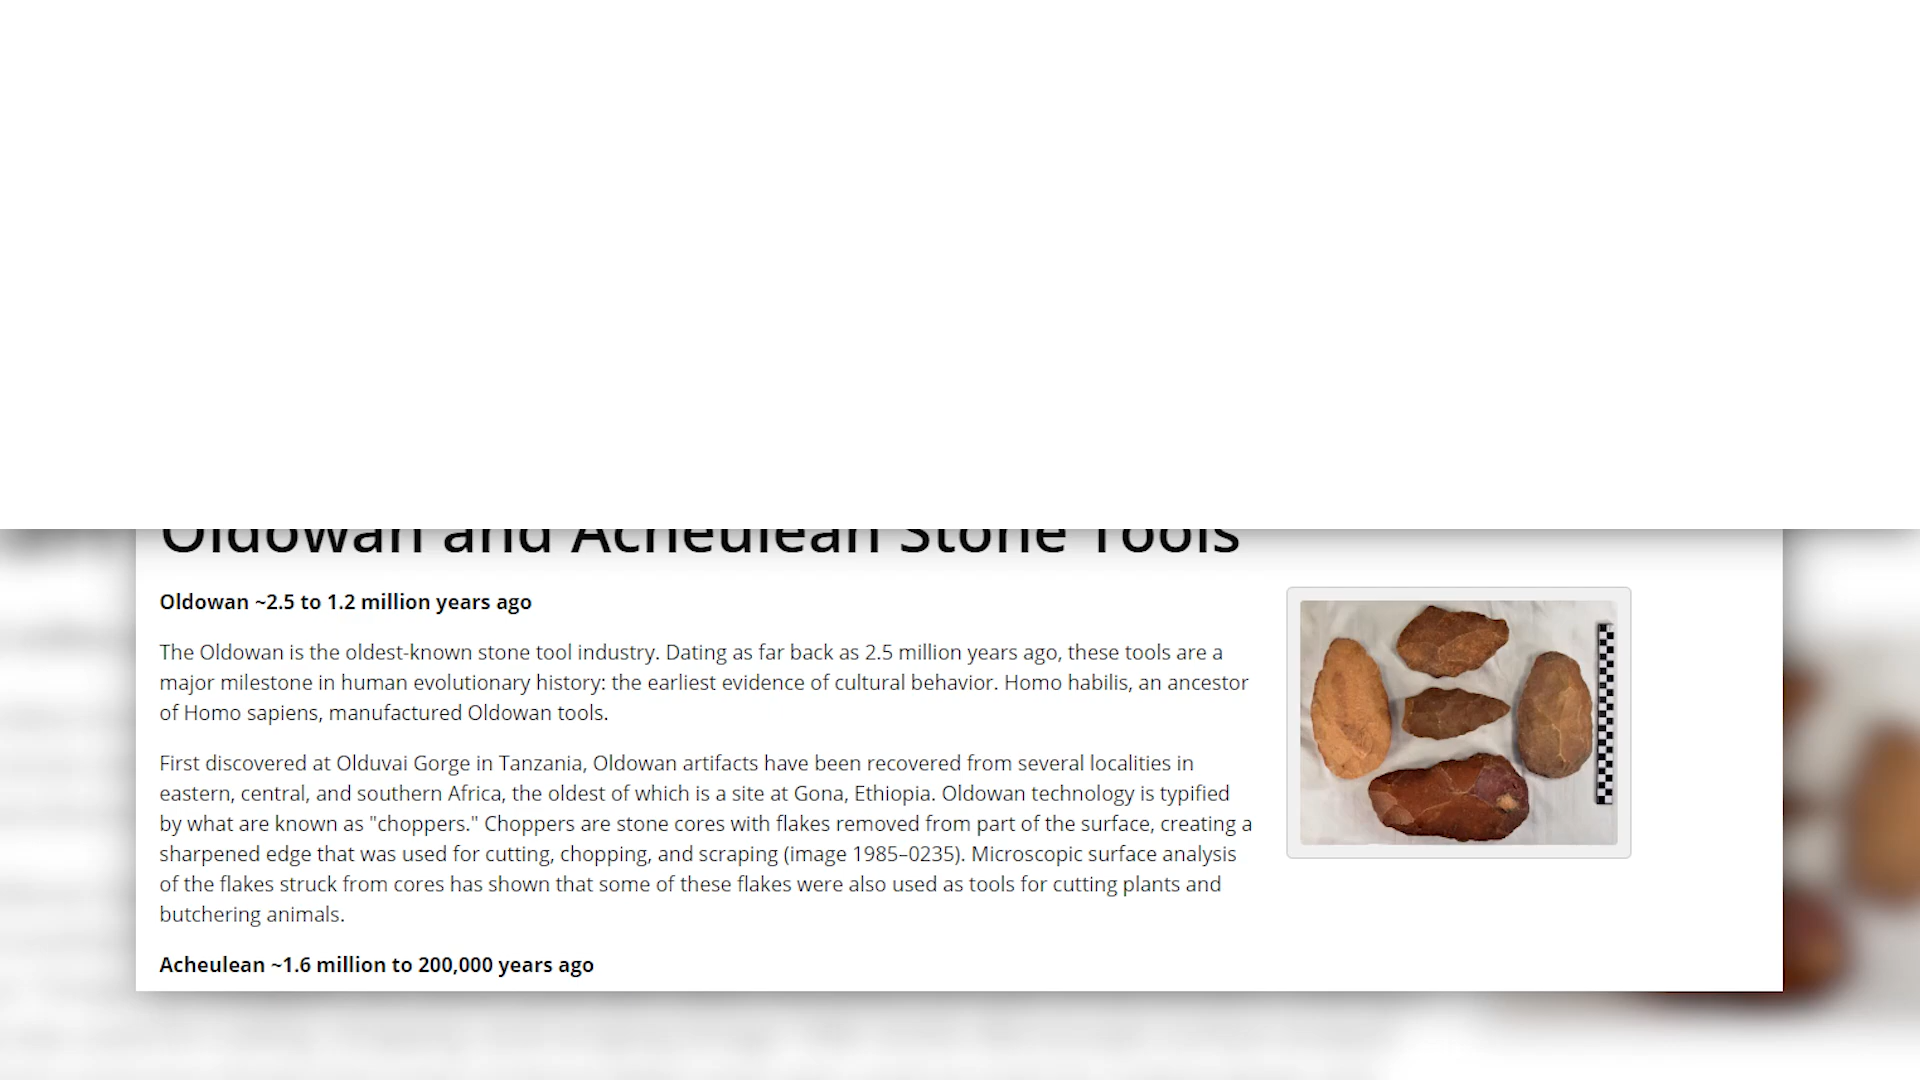 Oldowan and Acheulean Stone Tools
Oldowan ~2.5 to 1.2 million years ago
The Oldowan is the oldest-known stone tool industry. Dating as far back as 2.5 million years ago, these tools are a
major milestone in human evolutionary history: the earliest evidence of cultural behavior. Homo habilis, an ancestor
of Homo sapiens, manufactured Oldowan tools.
First discovered at Olduvai Gorge in Tanzania, Oldowan artifacts have been recovered from several localities in
eastern, central, and southern Africa, the oldest of which is a site at Gona, Ethiopia. Oldowan technology is typified
by what are known as "choppers." Choppers are stone cores with flakes removed from part of the surface, creating a
sharpened edge that was used for cutting, chopping, and scraping (image 1985–0235). Microscopic surface analysis
of the flakes struck from cores has shown that some of these flakes were also used as tools for cutting plants and
butchering animals.
Acheulean ~1.6 million to 200,000 years ago